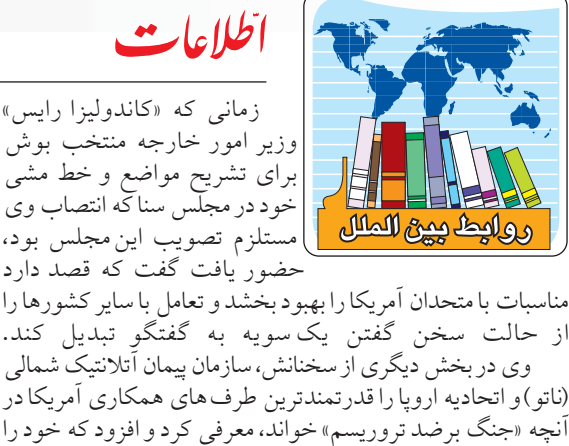 اطّلاعات
روابط بین الملل
زمانی که «کاندولیزا رایس»
وزیر امور خارجه منتخب بوش
برای تشریح مواضع و خط مشی
خود در مجلس سنا که انتصاب وی
مستلزم تصویب این مجلس بود،
حضور یافت گفت که قصد دارد
مناسبات با متحدان آمریکا را بهبود بخشد و تعامل با سایر کشورها را
از حالت سخن گفتن یک سویه به گفتگو تبدیل کند.
وی در بخش دیگری از سخنانش، سازمان پیمان آتلانتیک شمالی
(ناتو) و اتحادیه اروپا را قدرتمندترین طرف های همکاری آمریکا در
آنچه «جنگ بر ضد تروریسم» خواند، معرفی کرد و افزود که خود را